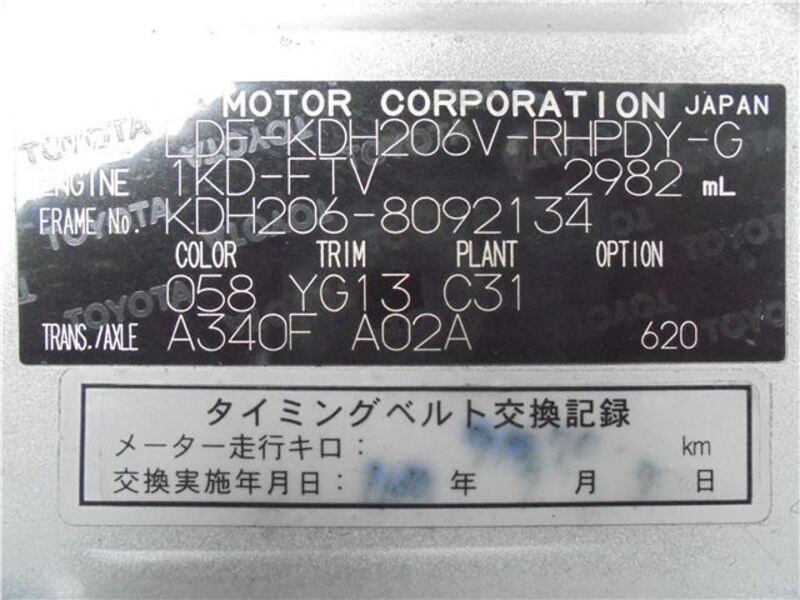 MOTOR CORPORATION JAPAN
LDF-KDH206V-RHPDY-G
ENGINE 1KD-FTV 2982 mL
FRAME No. KDH206-8092134
COLOR TRIM PLANT OPTION
058 YG13 C31
TRANS./AXLE A340F A02A 620
タイミングベルト交換記録
メーター走行キロ： km
交換実施年月日： 年 月 日